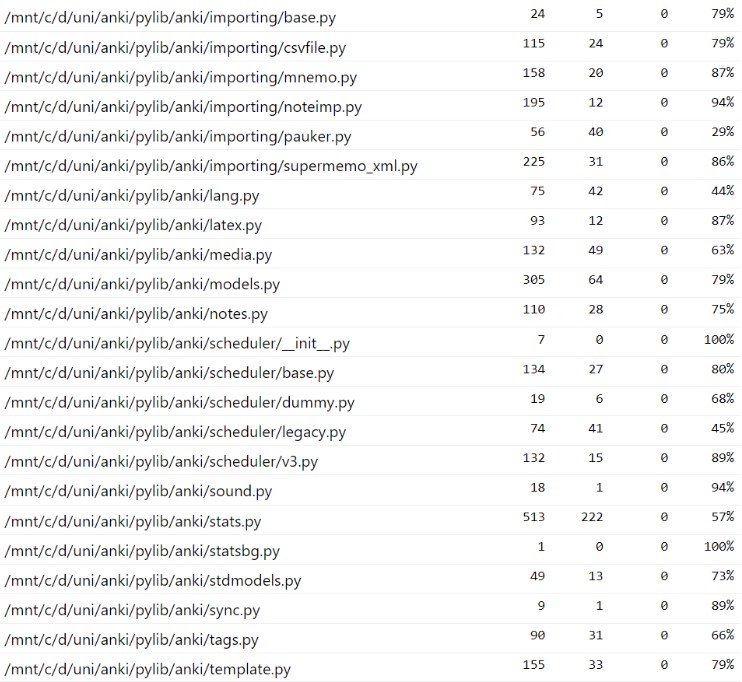 /mnt/c/d/uni/anki/pylib/anki/importing/base.py 24 5 0 79%
/mnt/c/d/uni/anki/pylib/anki/importing/csvfile.py 115 24 0 79%
/mnt/c/d/uni/anki/pylib/anki/importing/mnemo.py 158 20 0 87%
/mnt/c/d/uni/anki/pylib/anki/importing/noteimp.py 195 12 0 94%
/mnt/c/d/uni/anki/pylib/anki/importing/pauker.py 56 40 0 29%
/mnt/c/d/uni/anki/pylib/anki/importing/supermemo_xml.py 225 31 0 86%
/mnt/c/d/uni/anki/pylib/anki/lang.py 75 42 0 44%
/mnt/c/d/uni/anki/pylib/anki/latex.py 93 12 0 87%
/mnt/c/d/uni/anki/pylib/anki/media.py 132 49 0 63%
/mnt/c/d/uni/anki/pylib/anki/models.py 305 64 0 79%
/mnt/c/d/uni/anki/pylib/anki/notes.py 110 28 0 75%
/mnt/c/d/uni/anki/pylib/anki/scheduler/__init__.py 7 0 0 100%
/mnt/c/d/uni/anki/pylib/anki/scheduler/base.py 134 27 0 80%
/mnt/c/d/uni/anki/pylib/anki/scheduler/dummy.py 19 6 0 68%
/mnt/c/d/uni/anki/pylib/anki/scheduler/legacy.py 74 41 0 45%
/mnt/c/d/uni/anki/pylib/anki/scheduler/v3.py 132 15 0 89%
/mnt/c/d/uni/anki/pylib/anki/sound.py 18 1 0 94%
/mnt/c/d/uni/anki/pylib/anki/stats.py 513 222 0 57%
/mnt/c/d/uni/anki/pylib/anki/statsbg.py 1 0 0 100%
/mnt/c/d/uni/anki/pylib/anki/stdmodels.py 49 13 0 73%
/mnt/c/d/uni/anki/pylib/anki/sync.py 9 1 0 89%
/mnt/c/d/uni/anki/pylib/anki/tags.py 90 31 0 66%
/mnt/c/d/uni/anki/pylib/anki/template.py 155 33 0 79%